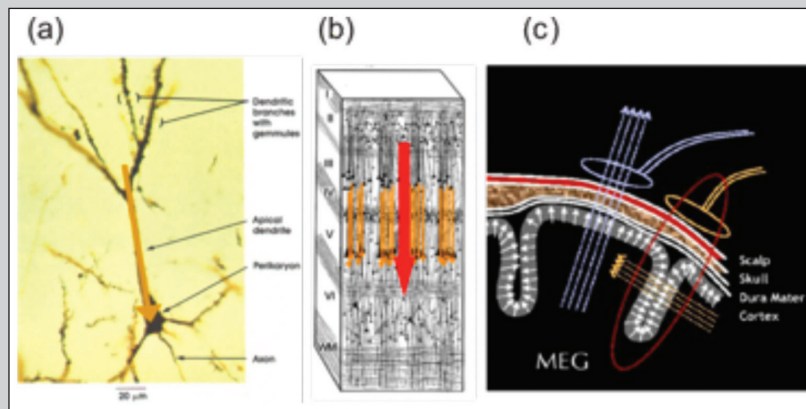 (a)
(b)
(c)
Dendritic
branches
with
gemmules
Apical
dendrite
Perikaryon
Axon
20 μm
I
II
III
IV
V
VI
WM
Scalp
Skull
Dura Mater
Cortex
MEG